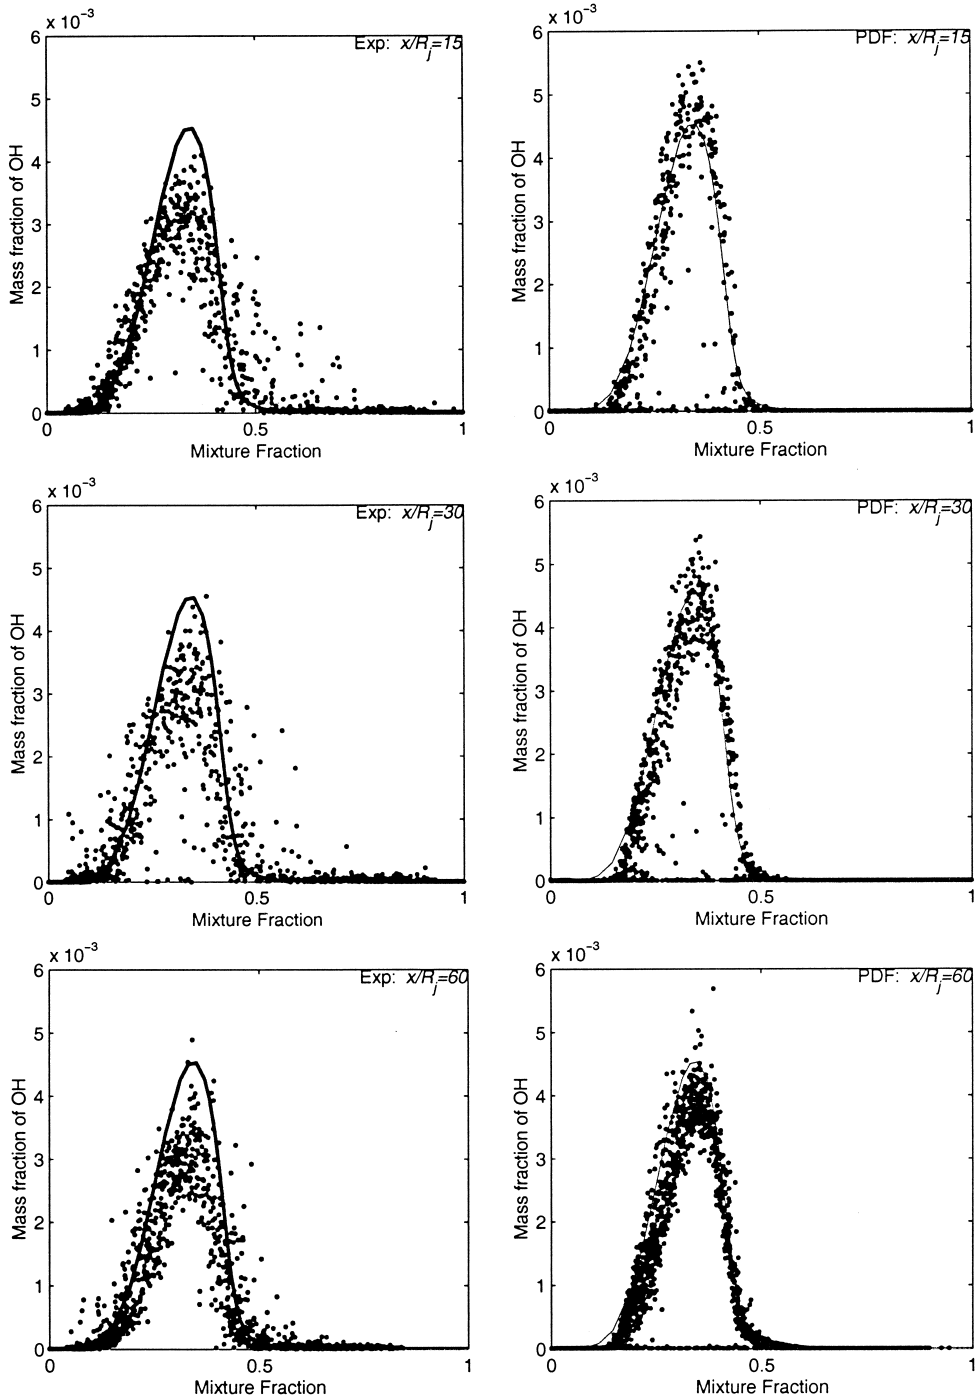 x 10⁻³
Exp: x/Rⱼ=15
6
5
4
3
2
1
0
Mass fraction of OH
0 0.5 1
Mixture Fraction
x 10⁻³
PDF: x/Rⱼ=15
6
5
4
3
2
1
0
Mass fraction of OH
0 0.5 1
Mixture Fraction
x 10⁻³
Exp: x/Rⱼ=30
6
5
4
3
2
1
0
Mass fraction of OH
0 0.5 1
Mixture Fraction
x 10⁻³
PDF: x/Rⱼ=30
6
5
4
3
2
1
0
Mass fraction of OH
0 0.5 1
Mixture Fraction
x 10⁻³
Exp: x/Rⱼ=60
6
5
4
3
2
1
0
Mass fraction of OH
0 0.5 1
Mixture Fraction
x 10⁻³
PDF: x/Rⱼ=60
6
5
4
3
2
1
0
Mass fraction of OH
0 0.5 1
Mixture Fraction